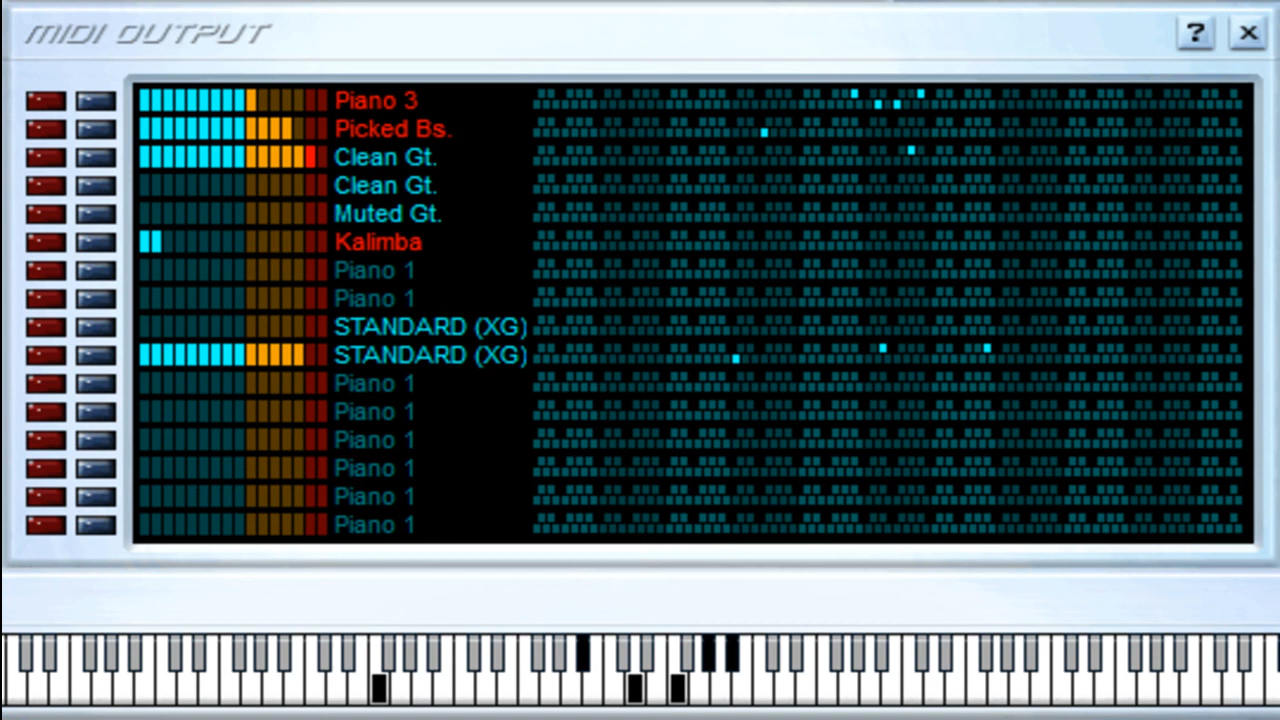 MIDI OUTPUT
? ×
Piano 3
Picked Bs.
Clean Gt.
Clean Gt.
Muted Gt.
Kalimba
Piano 1
Piano 1
STANDARD (XG)
STANDARD (XG)
Piano 1
Piano 1
Piano 1
Piano 1
Piano 1
Piano 1